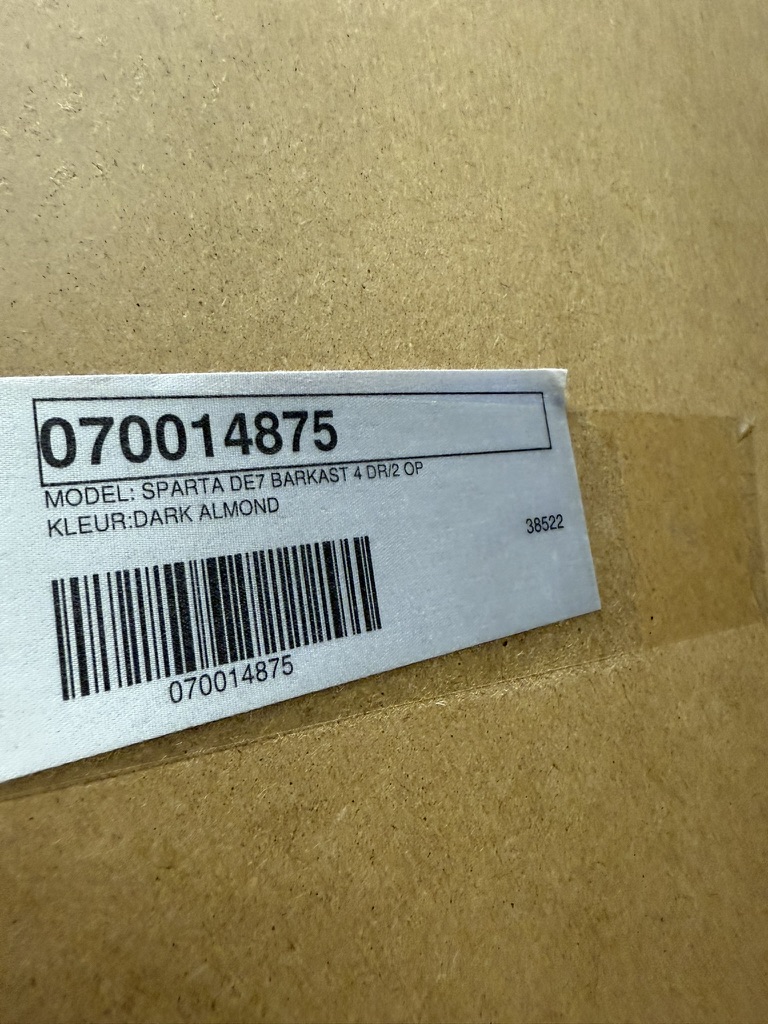 070014875
MODEL: SPARTA DE7 BARKAST 4 DR/2 OP
KLEUR:DARK ALMOND
38522
070014875